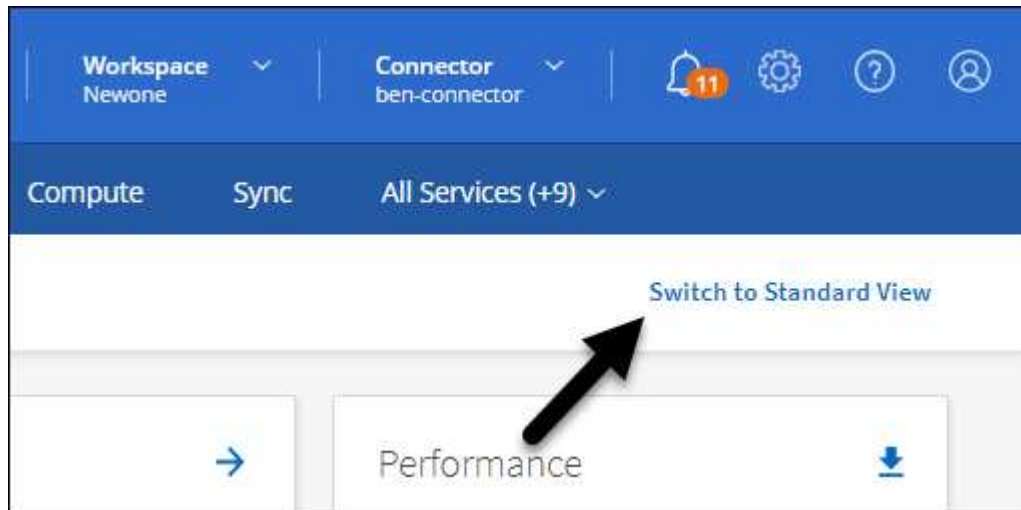 Workspace
Newone
Connector
ben-connector
11
?
Compute Sync All Services (+9)
Switch to Standard View
Performance